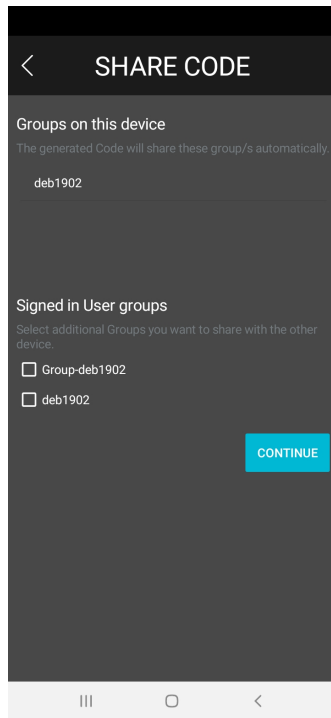 SHARE CODE
Groups on this device
The generated Code will share these group/s automatically.
deb1902
Signed in User groups
Select additional Groups you want to share with the other
device.
Group-deb1902
deb1902
CONTINUE